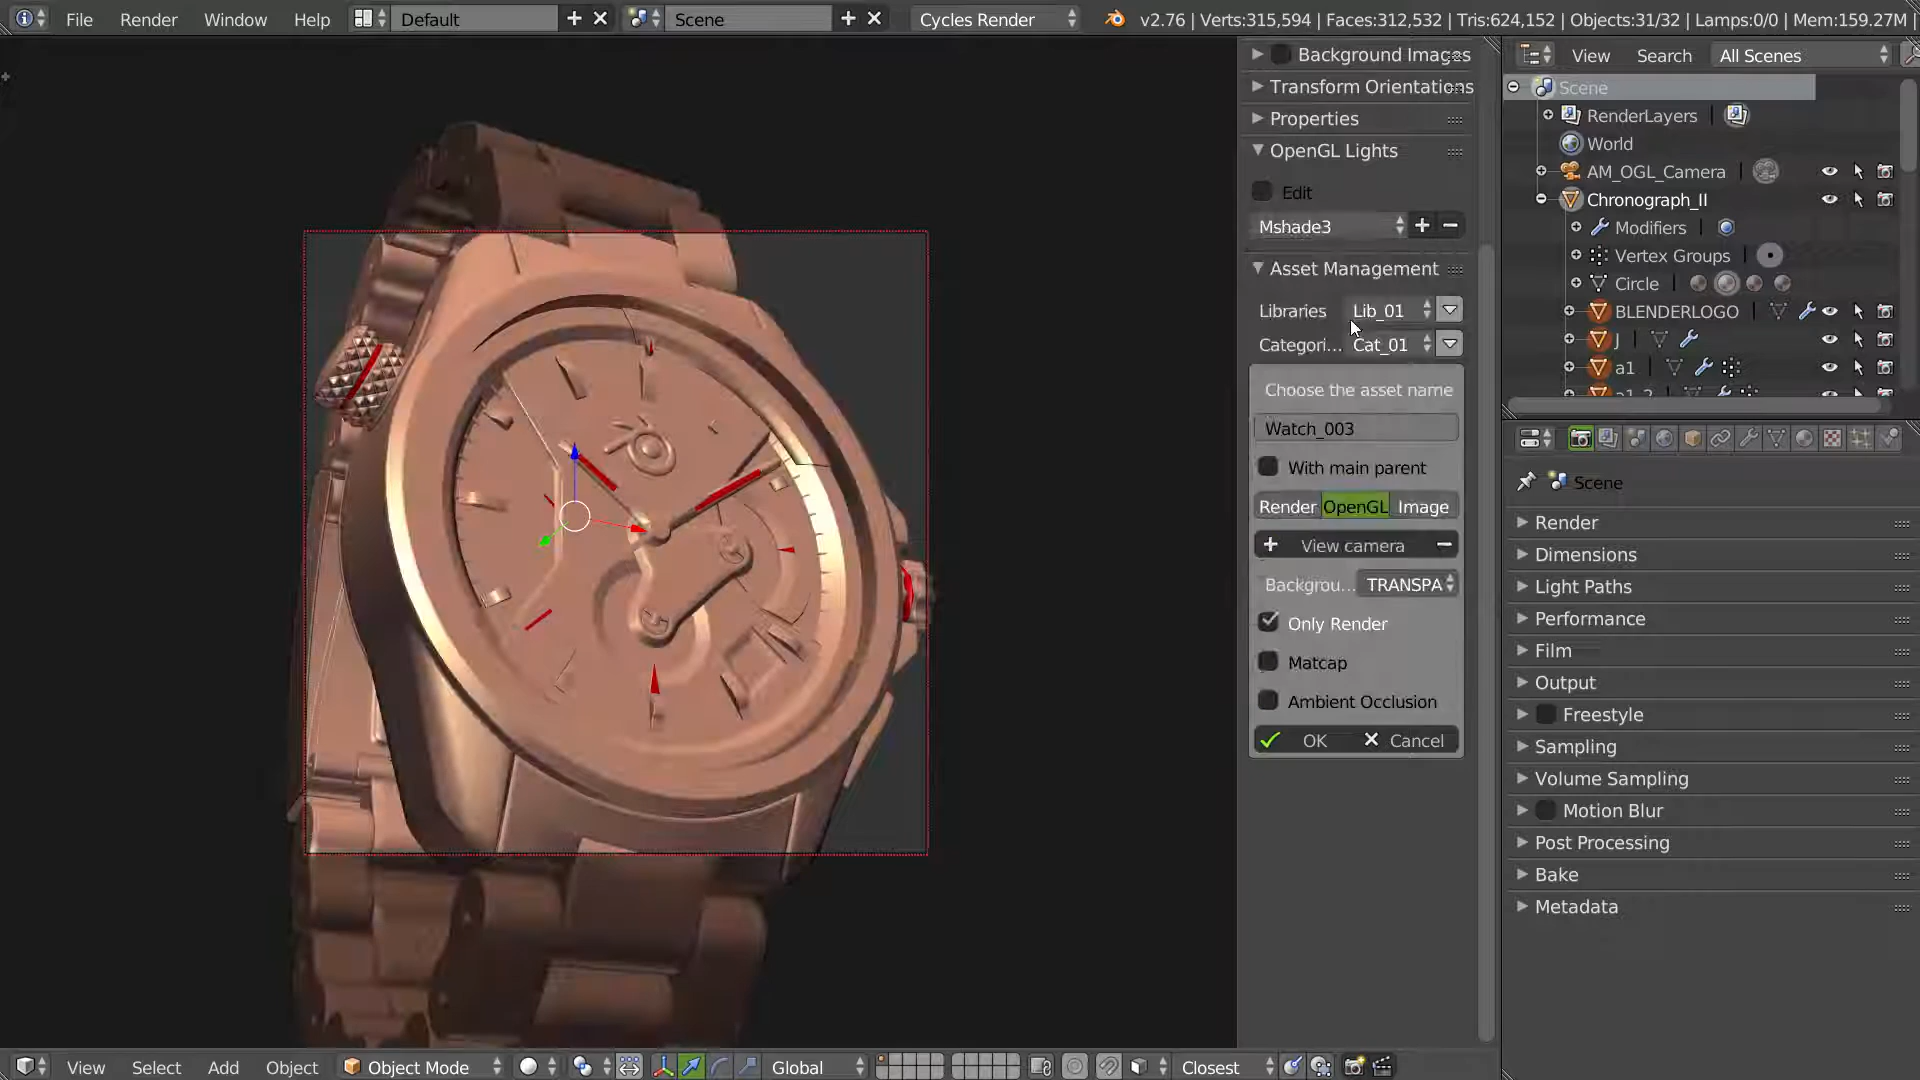 File Render Window Help Default Scene Cycles Render v2.76 | Verts:315,594 | Faces:312,532 | Tris:624,152 | Objects:31/32 | Lamps:0/0 | Mem:159.27M
Background Images
Transform Orientations
Properties
OpenGL Lights
Edit
Mshade3
Asset Management
Libraries Lib_01
Categori... Cat_01
Choose the asset name
Watch_003
With main parent
Render OpenGL Image
View camera
Backgrou... TRANSPA
Only Render
Matcap
Ambient Occlusion
OK Cancel
View Search All Scenes
Scene
RenderLayers
World
AM_OGL_Camera
Chronograph_II
Modifiers
Vertex Groups
Circle
BLENDERLOGO
J
a1
Scene
Render
Dimensions
Light Paths
Performance
Film
Output
Freestyle
Sampling
Volume Sampling
Motion Blur
Post Processing
Bake
Metadata
View Select Add Object Object Mode Global Closest